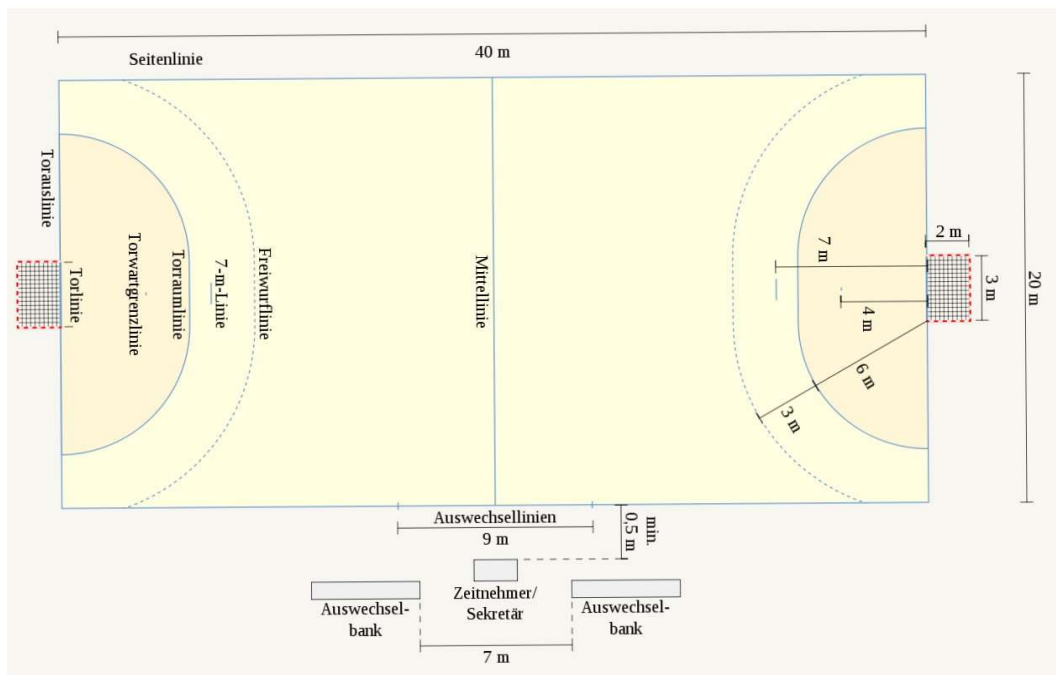 40 m
Seitenlinie
Torauslinie
Torlinie
Torwartgrenzlinie
Torraumlinie
7-m-Linie
Freiwurflinie
Mittellinie
7 m
4 m
6 m
3 m
2 m
3 m
20 m
Auswechsellinien
9 m
min.
0,5 m
Zeitnehmer/
Sekretär
Auswechsel-
bank
Auswechsel-
bank
7 m